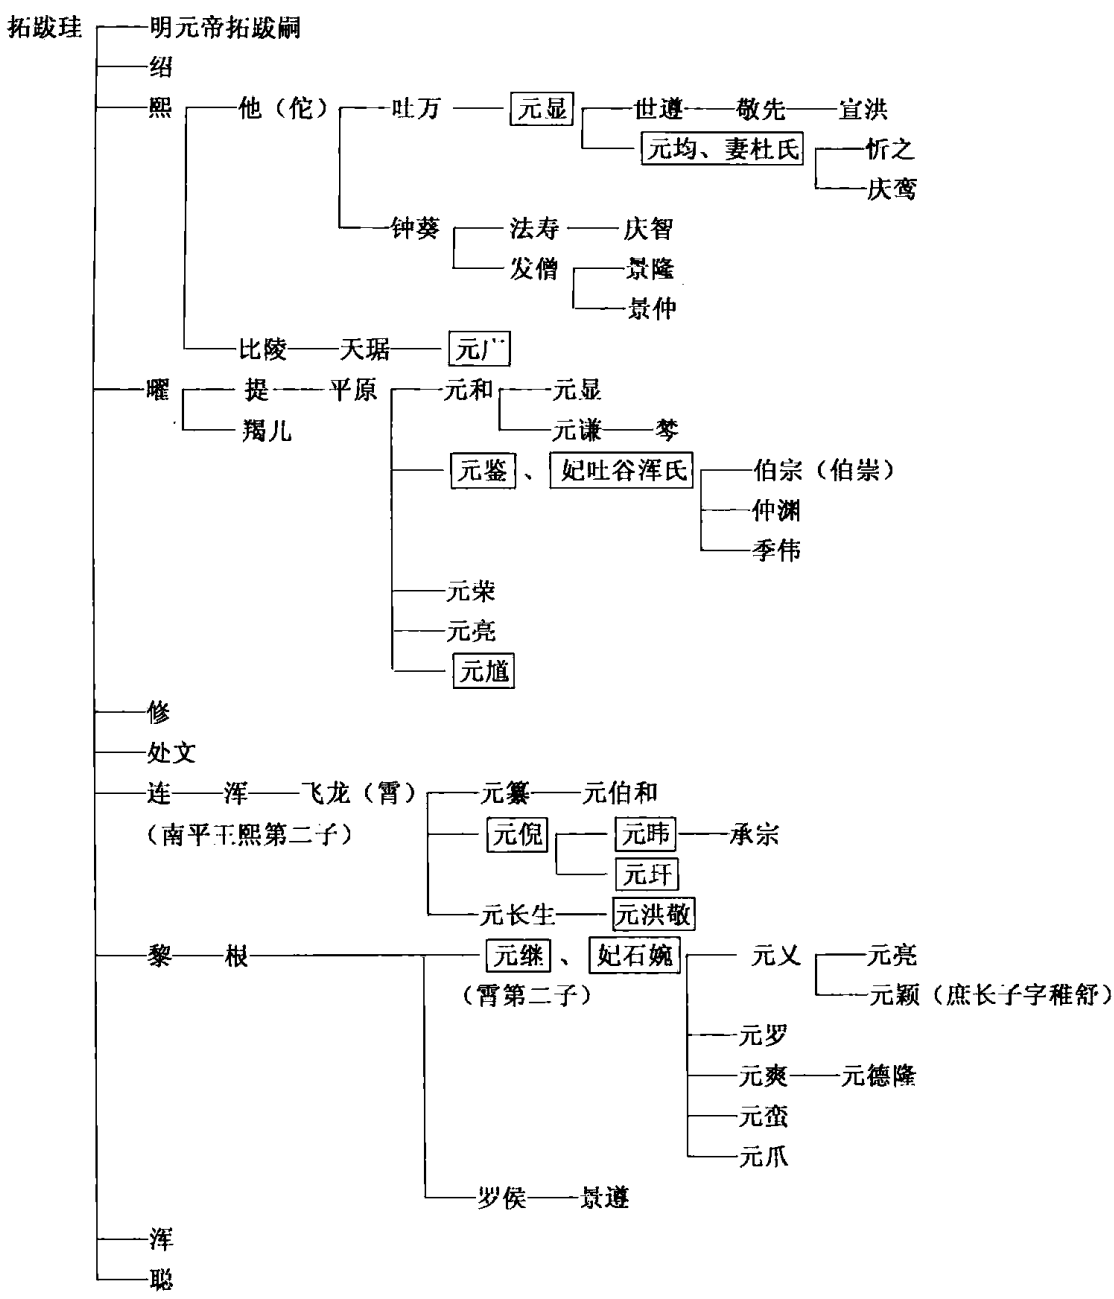 拓跋珪 明元帝拓跋嗣
绍
熙 他（佗） 吐万 元显 世遵 敬先 宣洪
元均、妻杜氏 忻之
庆鸾
钟葵 法寿 庆智
发僧 景隆
景仲
比陵 天琚 元广
曜 提 平原 元和 元显
羯儿 元谦
元鉴 、 妃吐谷浑氏 伯宗（伯崇）
仲渊
季伟
元荣
元亮
元馗
修
处文
连 浑 飞龙（霄） 元纂 元伯和
（南平王熙第二子） 元倪 元㬙 承宗
元玕
元长生 元洪敬
黎 根 元继 、 妃石婉 元乂 元亮
（霄第二子） 元颖（庶长子字稚舒）
元罗
元爽 元德隆
元蛮
元爪
罗侯 景遵
浑
聪